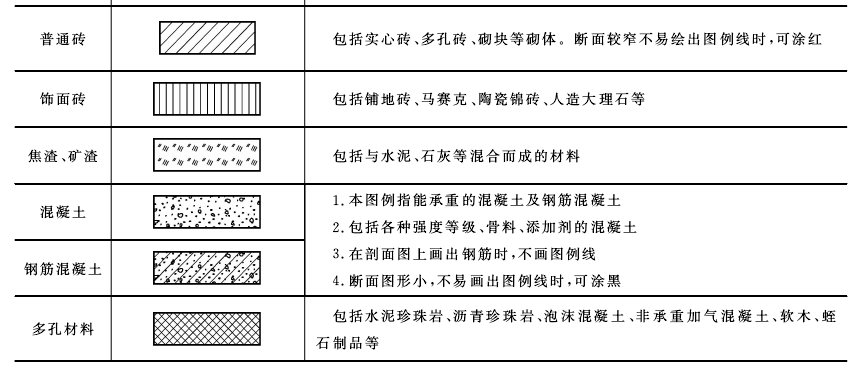 普通砖
包括实心砖、多孔砖、砌块等砌体。断面较窄不易绘出图例线时,可涂红
饰面砖
包括铺地砖、马赛克、陶瓷锦砖、人造大理石等
焦渣、矿渣
包括与水泥、石灰等混合而成的材料
混凝土
1.本图例指能承重的混凝土及钢筋混凝土
2.包括各种强度等级、骨料、添加剂的混凝土
钢筋混凝土
3.在剖面图上画出钢筋时,不画图例线
4.断面图形小,不易画出图例线时,可涂黑
多孔材料
包括水泥珍珠岩、沥青珍珠岩、泡沫混凝土、非承重加气混凝土、软木、蛭
石制品等